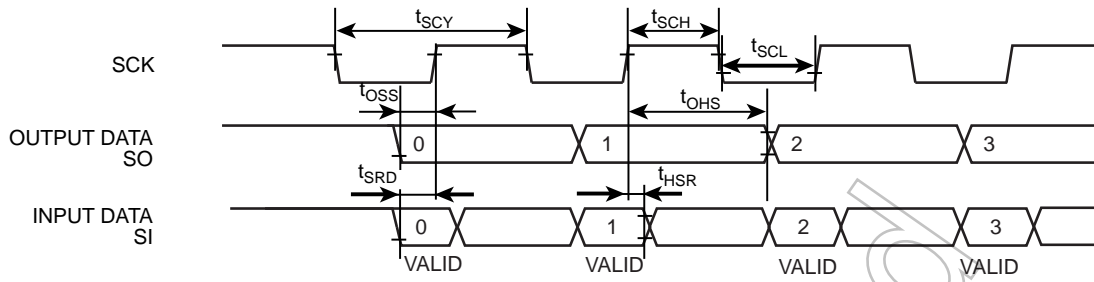 tSCY
tSCH
tSCL
SCK
tOSS
tOHS
OUTPUT DATA
SO
0 1 2 3
tSRD
tHSR
INPUT DATA
SI
0 1 2 3
VALID VALID VALID VALID